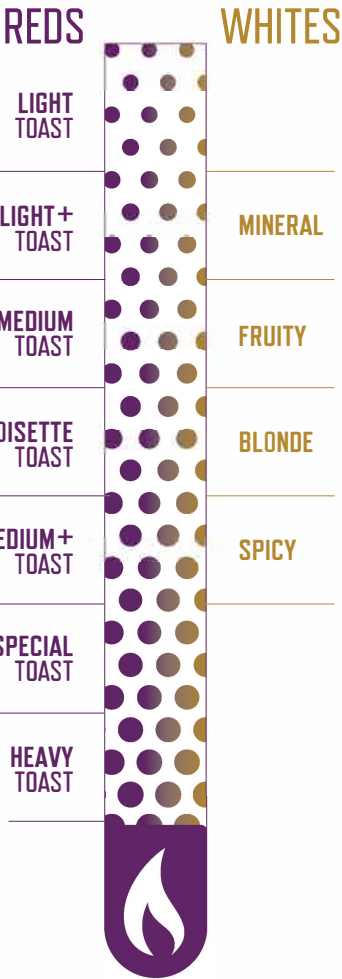 REDS
WHITES
LIGHT
TOAST
LIGHT+
TOAST
MINERAL
MEDIUM
TOAST
FRUITY
OISETTE
TOAST
BLONDE
EDIUM+
TOAST
SPICY
SPECIAL
TOAST
HEAVY
TOAST